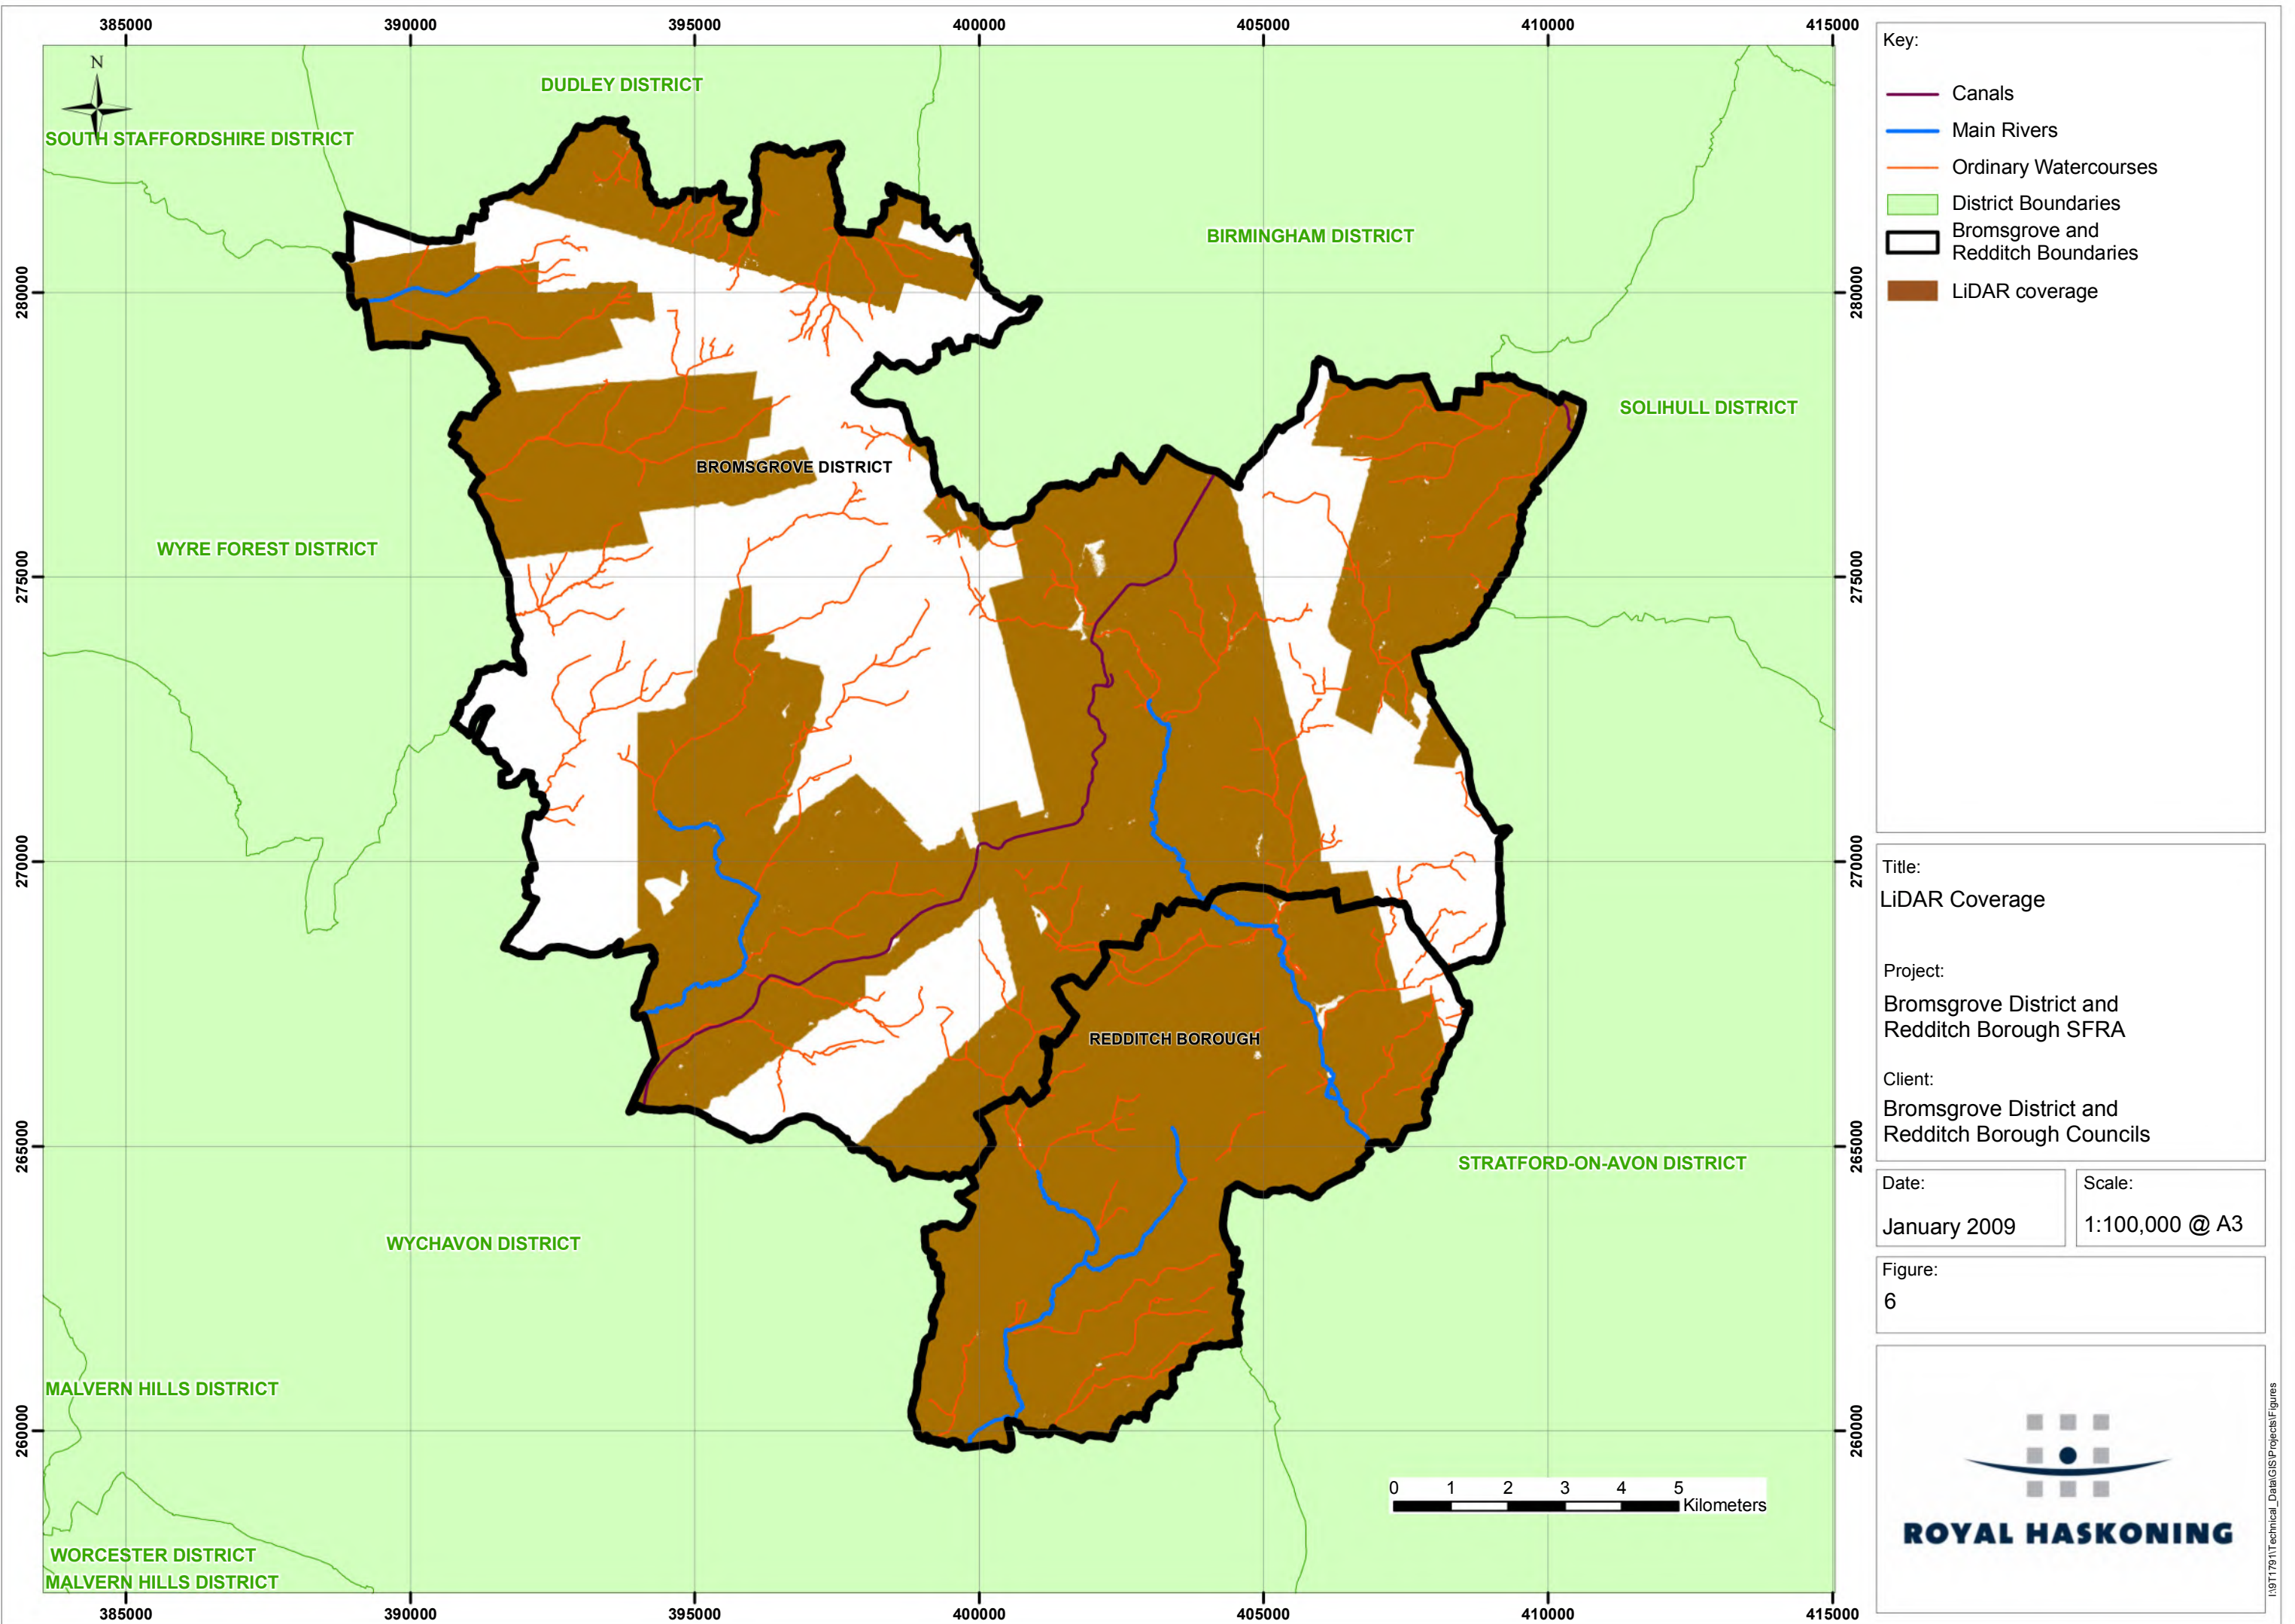 385000
390000
395000
400000
405000
410000
415000
N
DUDLEY DISTRICT
SOUTH STAFFORDSHIRE DISTRICT
BIRMINGHAM DISTRICT
280000
280000
SOLIHULL DISTRICT
BROMSGROVE DISTRICT
WYRE FOREST DISTRICT
275000
275000
270000
270000
REDDITCH BOROUGH
265000
265000
STRATFORD-ON-AVON DISTRICT
WYCHAVON DISTRICT
MALVERN HILLS DISTRICT
260000
260000
0 1 2 3 4 5
Kilometers
WORCESTER DISTRICT
MALVERN HILLS DISTRICT
385000
390000
395000
400000
405000
410000
415000
Key:
Canals
Main Rivers
Ordinary Watercourses
District Boundaries
Bromsgrove and
Redditch Boundaries
LiDAR coverage
Title:
LiDAR Coverage
Project:
Bromsgrove District and
Redditch Borough SFRA
Client:
Bromsgrove District and
Redditch Borough Councils
Date:
January 2009
Scale:
1:100,000 @ A3
Figure:
6
ROYAL HASKONING
I:\9T1791\Technical_Data\GIS\Projects\Figures